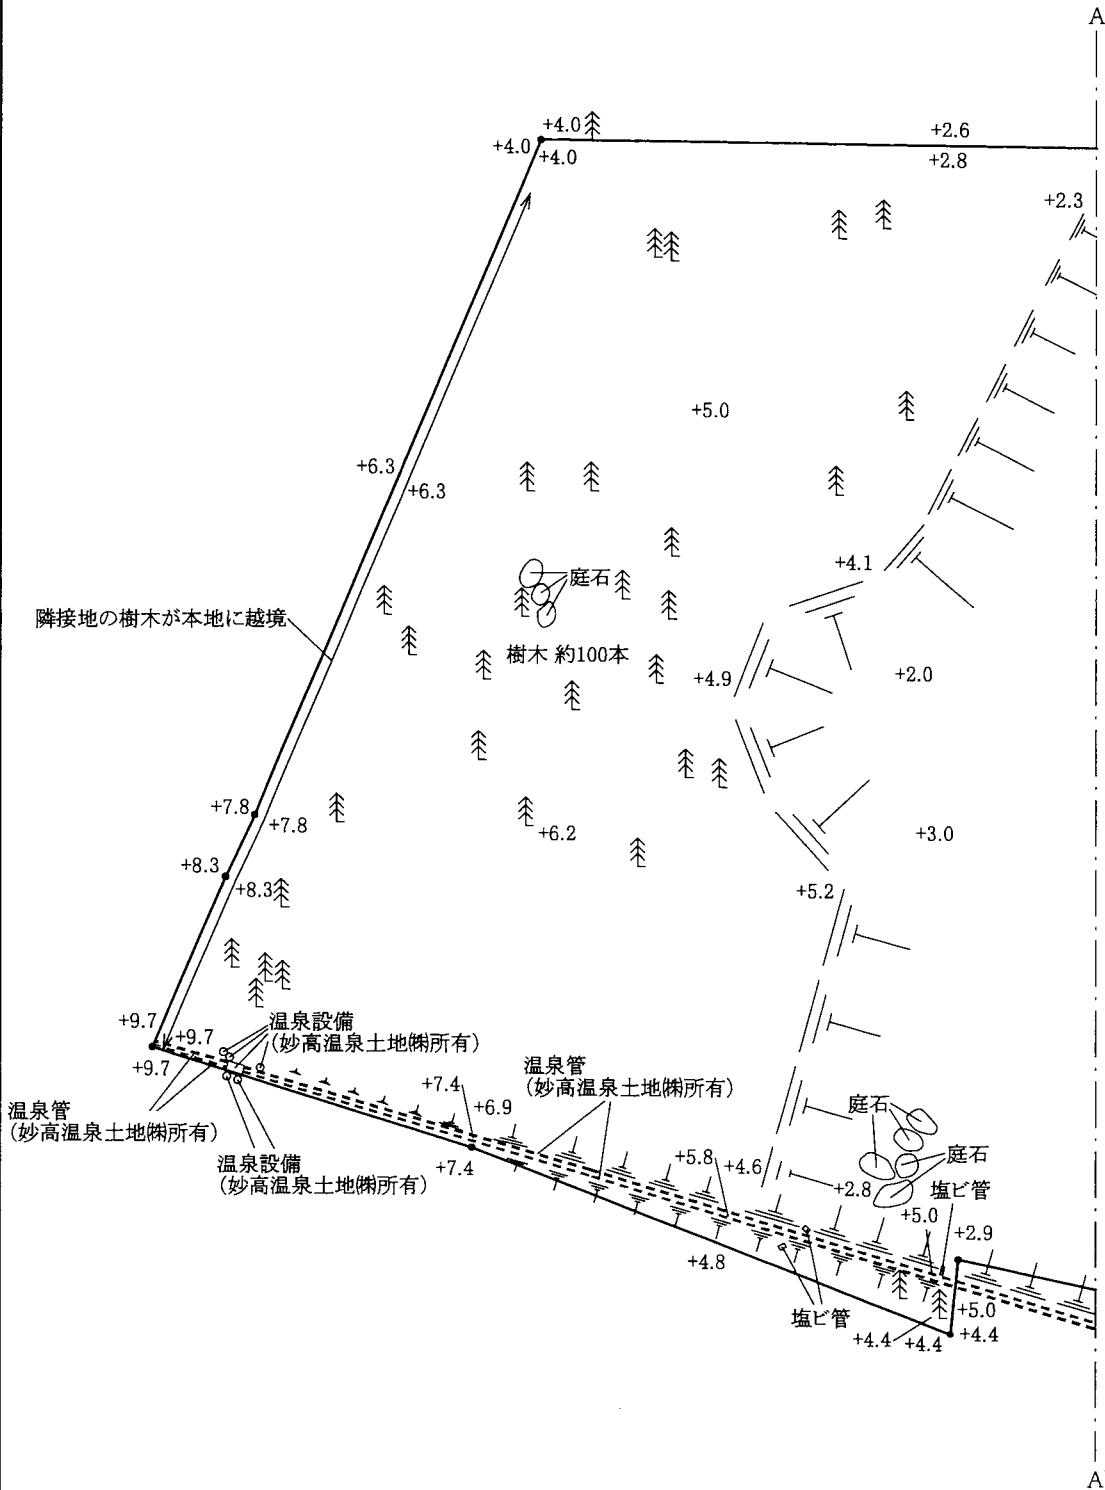 A
+4.0
+4.0
+4.0
+2.6
+2.8
+2.3
+5.0
+6.3
+6.3
+4.1
庭石
隣接地の樹木が本地に越境
樹木 約100本
+4.9
+2.0
+7.8
+7.8
+6.2
+3.0
+8.3
+8.3
+5.2
+9.7
+9.7
+9.7
温泉設備
(妙高温泉土地㈱所有)
温泉管
(妙高温泉土地㈱所有)
+7.4
+6.9
温泉管
(妙高温泉土地㈱所有)
庭石
+7.4
温泉設備
(妙高温泉土地㈱所有)
+5.8
+4.6
庭石
+2.8
塩ビ管
+5.0
+2.9
+4.8
塩ビ管
+5.0
+4.4
+4.4
+4.4
A